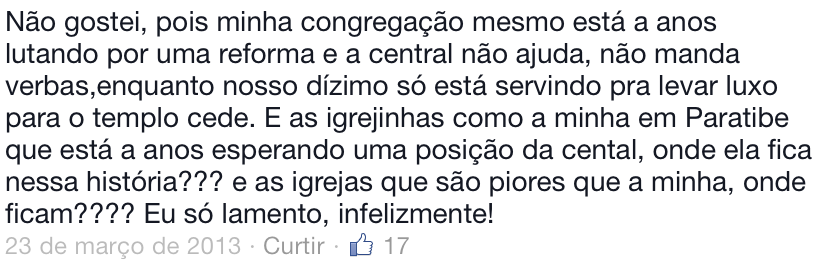 Não gostei, pois minha congregação mesmo está a anos
lutando por uma reforma e a central não ajuda, não manda
verbas,enquanto nosso dízimo só está servindo pra levar luxo
para o templo cede. E as igrejinhas como a minha em Paratibe
que está a anos esperando uma posição da cental, onde ela fica
nessa história??? e as igrejas que são piores que a minha, onde
ficam???? Eu só lamento, infelizmente!
23 de março de 2013 · Curtir · 17